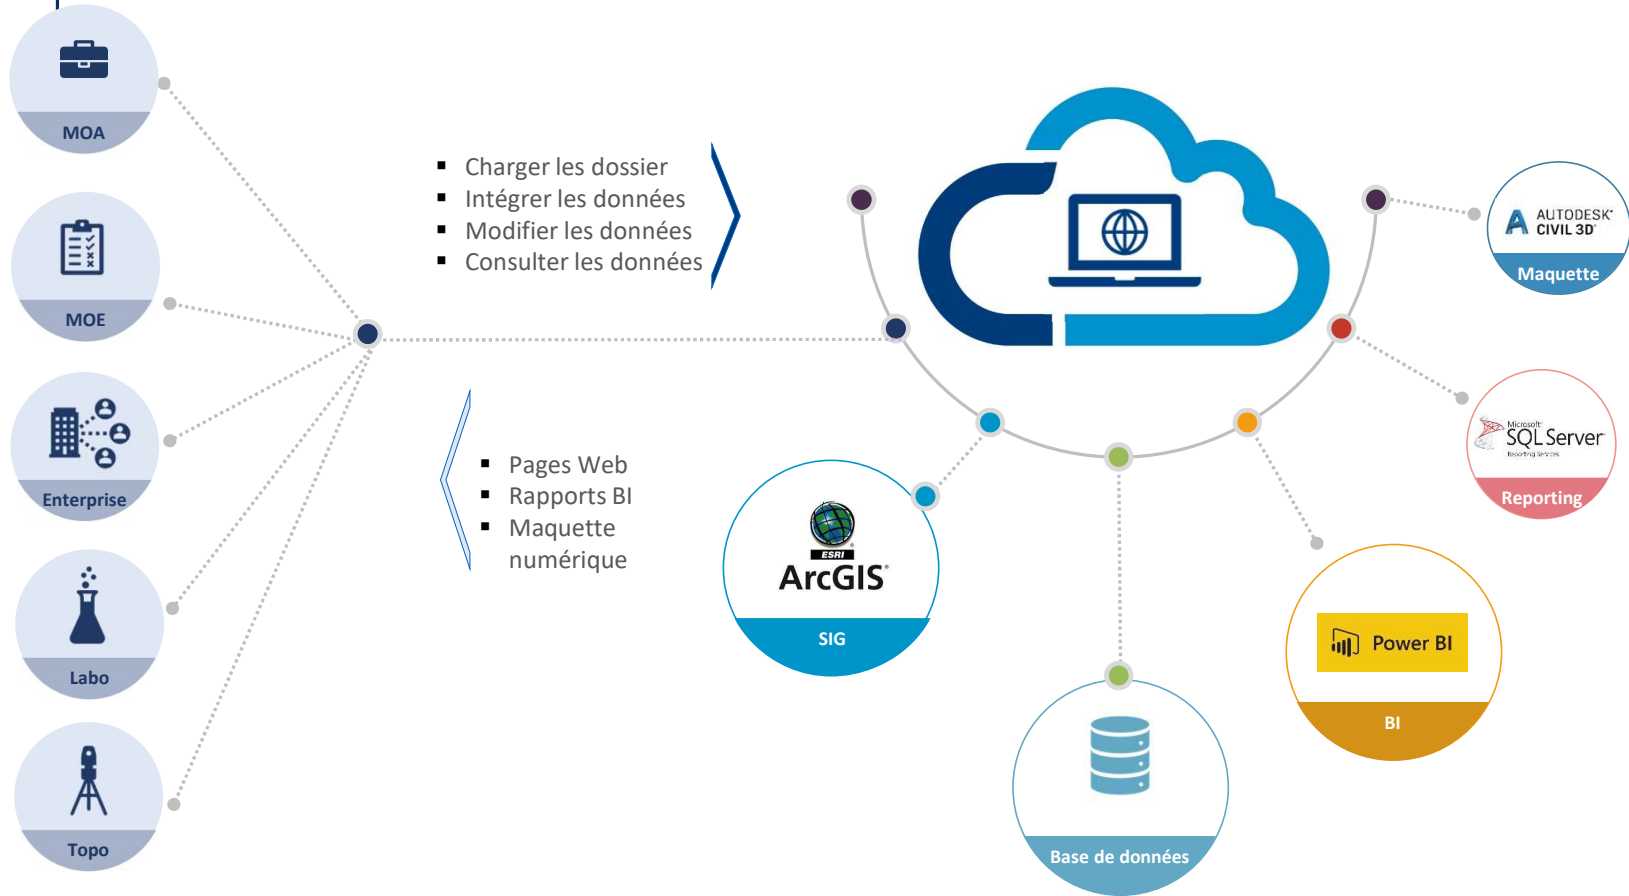 MOA
MOE
Enterprise
Labo
Topo
Charger les dossier
Intégrer les données
Modifier les données
Consulter les données
Pages Web
Rapports BI
Maquette
numérique
ESRI
ArcGIS
SIG
Base de données
Power BI
BI
Microsoft
SQL Server
Reporting Services
Reporting
AUTODESK
CIVIL 3D
Maquette